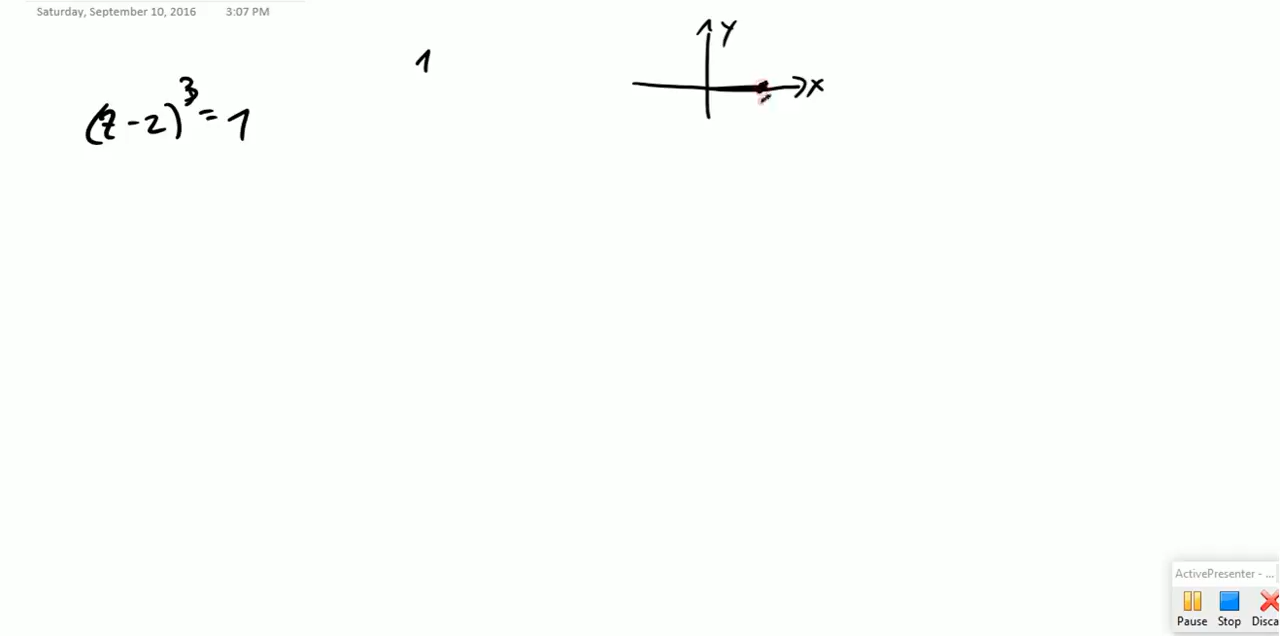 Saturday, September 10, 2016 3:07 PM
1
y
x
(z-2)³=1
ActivePresenter - ...
Pause Stop Disca